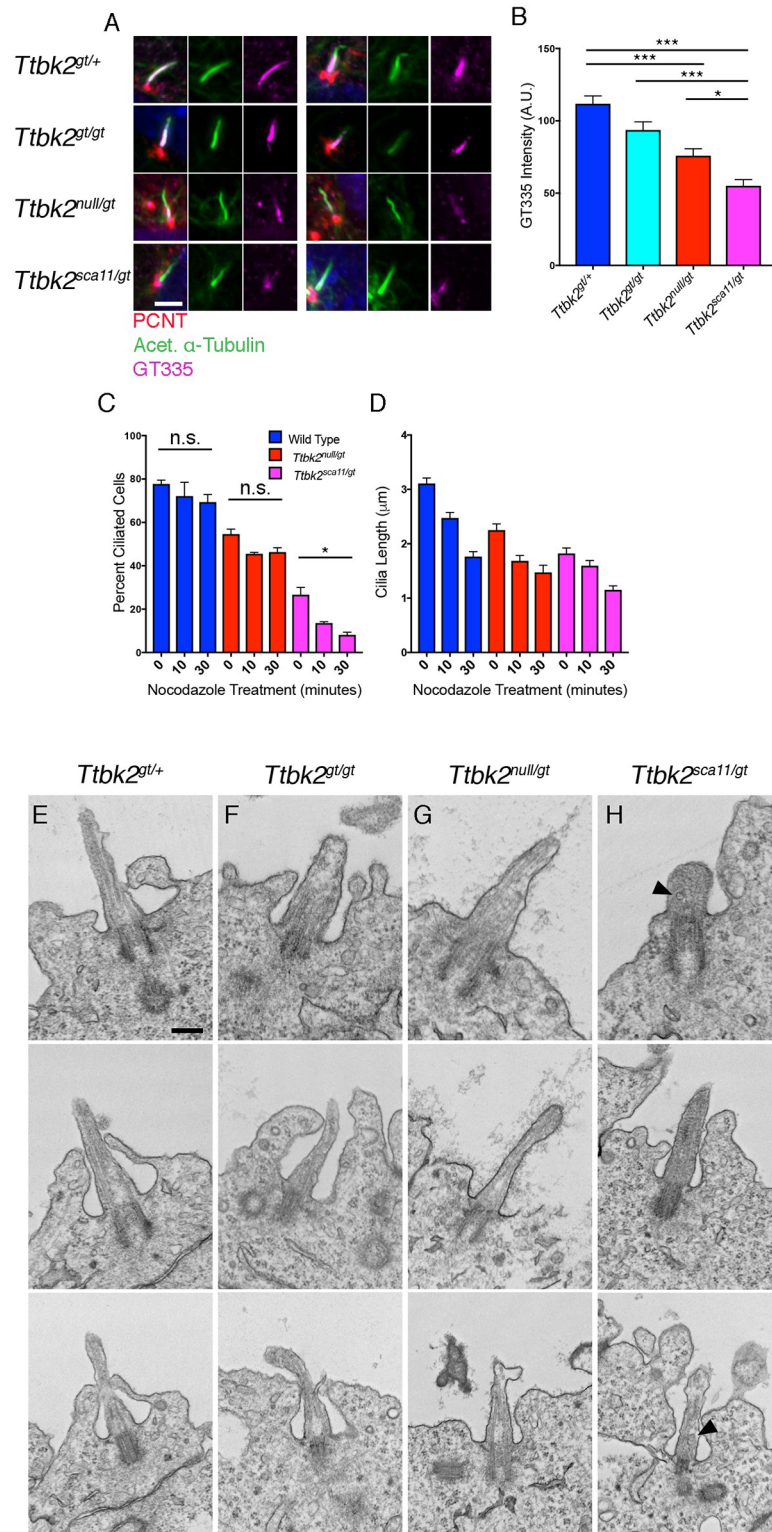 A
Ttbk2gt/+
Ttbk2gt/gt
Ttbk2null/gt
Ttbk2sca11/gt
PCNT
Acet. α-Tubulin
GT335
B
***
***
***
*
GT335 Intensity (A.U.)
150
100
50
0
Ttbk2gt/+
Ttbk2gt/gt
Ttbk2null/gt
Ttbk2sca11/gt
C
Percent Ciliated Cells
100
80
60
40
20
0
n.s.
n.s.
*
Wild Type
Ttbk2null/gt
Ttbk2sca11/gt
0 10 30 0 10 30 0 10 30
Nocodazole Treatment (minutes)
D
Cilia Length (μm)
4
3
2
1
0
0 10 30 0 10 30 0 10 30
Nocodazole Treatment (minutes)
Ttbk2gt/+ Ttbk2gt/gt Ttbk2null/gt Ttbk2sca11/gt
E F G H